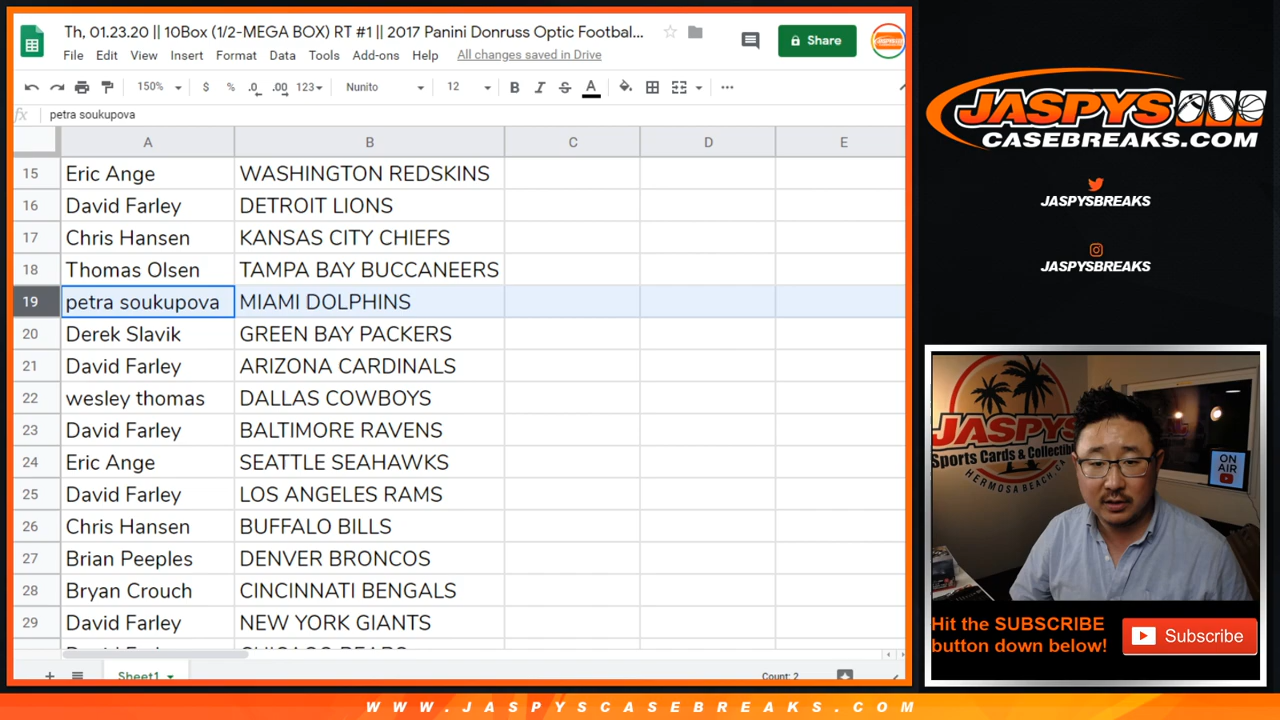 Th, 01.23.20 || 10Box (1/2-MEGA BOX) RT #1 || 2017 Panini Donruss Optic Footbal...
Share
File Edit View Insert Format Data Tools Add-ons Help All changes saved in Drive
150% $ % .0 .00 123 Nunito 12 B I S A
fx petra soukupova
A B C D E
15 Eric Ange WASHINGTON REDSKINS
16 David Farley DETROIT LIONS
17 Chris Hansen KANSAS CITY CHIEFS
18 Thomas Olsen TAMPA BAY BUCCANEERS
19 petra soukupova MIAMI DOLPHINS
20 Derek Slavik GREEN BAY PACKERS
21 David Farley ARIZONA CARDINALS
22 wesley thomas DALLAS COWBOYS
23 David Farley BALTIMORE RAVENS
24 Eric Ange SEATTLE SEAHAWKS
25 David Farley LOS ANGELES RAMS
26 Chris Hansen BUFFALO BILLS
27 Brian Peeples DENVER BRONCOS
28 Bryan Crouch CINCINNATI BENGALS
29 David Farley NEW YORK GIANTS
Sheet1 Count: 2
JASPYS
CASEBREAKS.COM
JASPYSBREAKS
JASPYSBREAKS
JASPYS
Sports Cards & Collectibl
HERMOSA BEACH, CA
ON
AIR
Hit the SUBSCRIBE
button down below!
Subscribe
WWW.JASPYSCASEBREAKS.COM